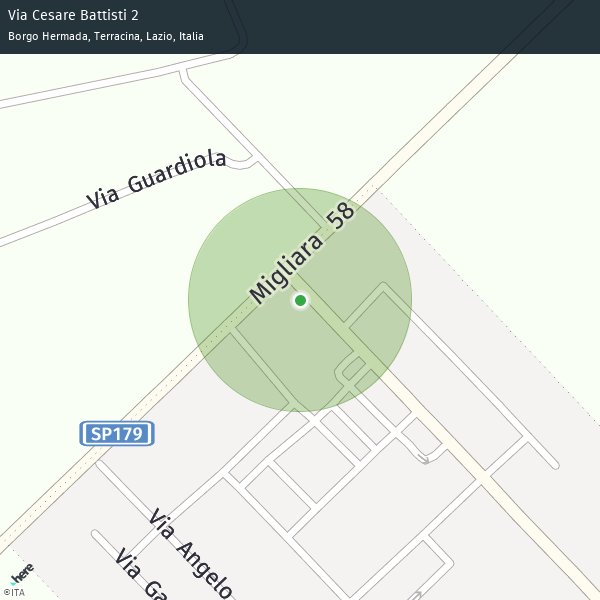 Via Cesare Battisti 2
Borgo Hermada, Terracina, Lazio, Italia
Via Guardiola
Migliara 58
SP179
Via Angelo
Via Ga
here
©ITA